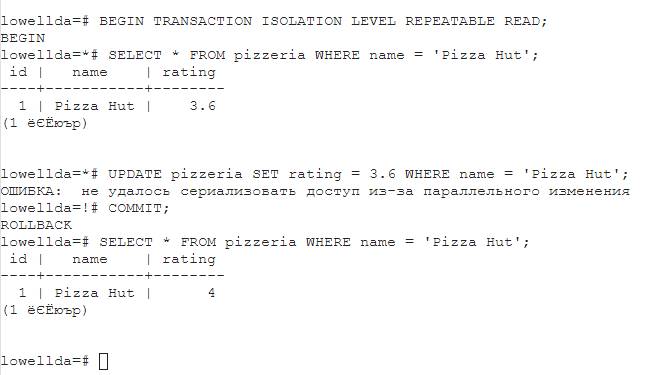 lowellda=# BEGIN TRANSACTION ISOLATION LEVEL REPEATABLE READ;
BEGIN
lowellda=*# SELECT * FROM pizzeria WHERE name = 'Pizza Hut';
 id |   name    | rating
----+-----------+--------
  1 | Pizza Hut |    3.6
(1 ёЄЁюър)
lowellda=*# UPDATE pizzeria SET rating = 3.6 WHERE name = 'Pizza Hut';
ОШИБКА:  не удалось сериализовать доступ из-за параллельного изменения
lowellda=!# COMMIT;
ROLLBACK
lowellda=# SELECT * FROM pizzeria WHERE name = 'Pizza Hut';
 id |   name    | rating
----+-----------+--------
  1 | Pizza Hut |      4
(1 ёЄЁюър)
lowellda=#